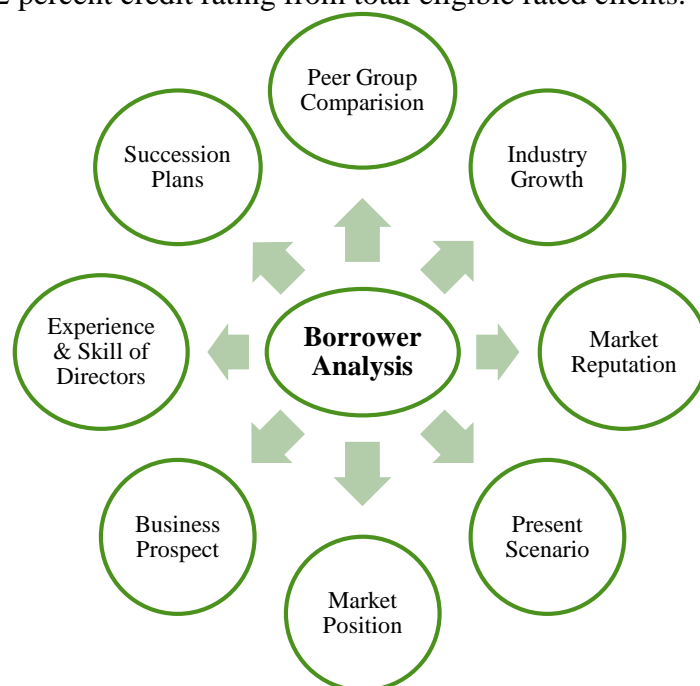 2 percent credit rating from total eligible rated clients.
Peer Group
Comparision
Succession
Plans
Industry
Growth
Experience
& Skill of
Directors
Borrower
Analysis
Market
Reputation
Business
Prospect
Present
Scenario
Market
Position